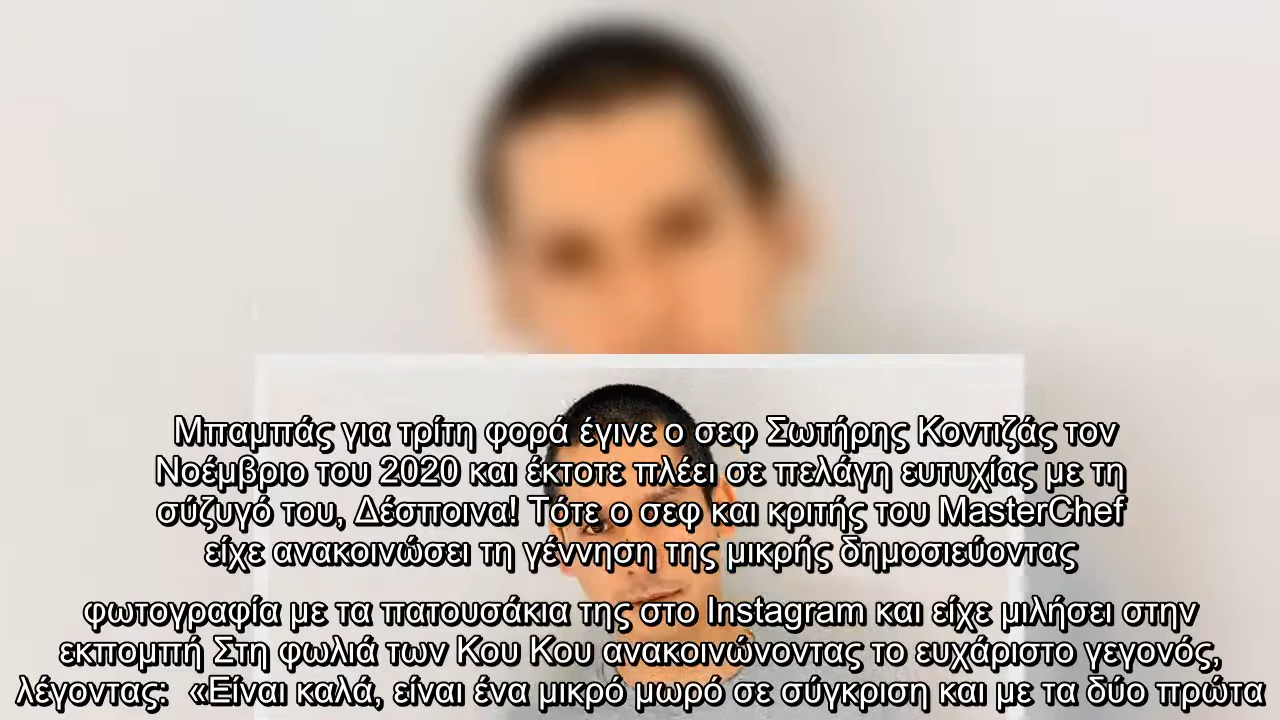 Μπαμπάς για τρίτη φορά έγινε ο σεφ Σωτήρης Κοντιζάς τον
Νοέμβριο του 2020 και έκτοτε πλέει σε πελάγη ευτυχίας με τη
σύζυγό του, Δέσποινα! Τότε ο σεφ και κριτής του MasterChef
είχε ανακοινώσει τη γέννηση της μικρής δημοσιεύοντας
φωτογραφία με τα πατουσάκια της στο Instagram και είχε μιλήσει στην
εκπομπή Στη φωλιά των Κου Κου ανακοινώνοντας το ευχάριστο γεγονός,
λέγοντας: «Είναι καλά, είναι ένα μικρό μωρό σε σύγκριση και με τα δύο πρώτα